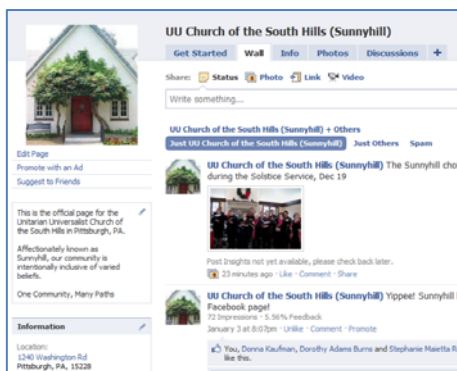 UU Church of the South Hills (Sunnyhill)
Get Started Wall Info Photos Discussions +
Share: Status Photo Link Video
Write something...
UU Church of the South Hills (Sunnyhill) + Others
Just UU Church of the South Hills (Sunnyhill) Just Others Spam
Edit Page
Promote with an Ad
Suggest to Friends
This is the official page for the
Unitarian Universalist Church of
the South Hills in Pittsburgh, PA.
Affectionately known as
Sunnyhill, our community is
intentionally inclusive of varied
beliefs.
One Community, Many Paths
Information
Location:
1240 Washington Rd
Pittsburgh, PA, 15228
UU Church of the South Hills (Sunnyhill) The Sunnyhill cho
during the Solstice Service, Dec 19
Post Insights not yet available, please check back later.
23 minutes ago · Like · Comment · Share
UU Church of the South Hills (Sunnyhill) Yippee! Sunnyhill
Facebook page!
72 Impressions · 5.56% Feedback
January 3 at 8:07pm · Unlike · Comment · Promote
You, Donna Kaufman, Dorothy Adams Burns and Stephanie Maietta R
like this.